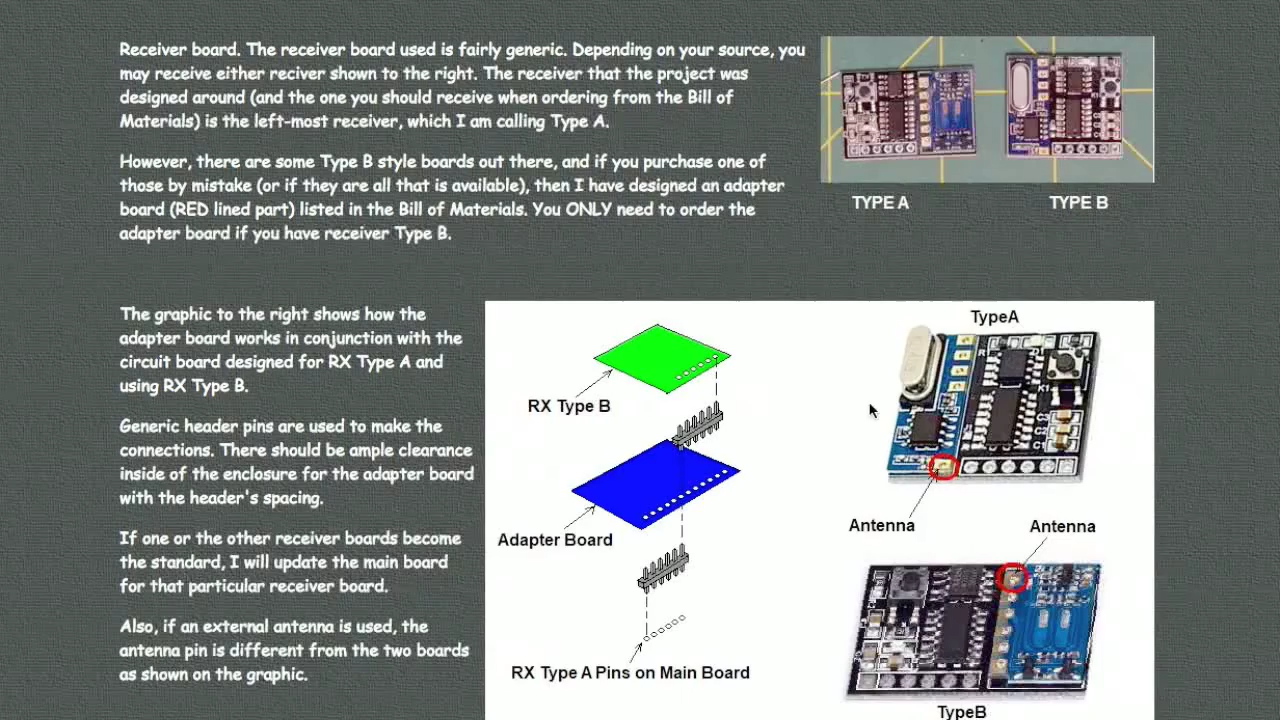 Receiver board. The receiver board used is fairly generic. Depending on your source, you
may receive either reciver shown to the right. The receiver that the project was
designed around (and the one you should receive when ordering from the Bill of
Materials) is the left-most receiver, which I am calling Type A.
However, there are some Type B style boards out there, and if you purchase one of
those by mistake (or if they are all that is available), then I have designed an adapter
board (RED lined part) listed in the Bill of Materials. You ONLY need to order the
adapter board if you have receiver Type B.
TYPE A
TYPE B
The graphic to the right shows how the
adapter board works in conjunction with the
circuit board designed for RX Type A and
using RX Type B.
Generic header pins are used to make the
connections. There should be ample clearance
inside of the enclosure for the adapter board
with the header's spacing.
If one or the other receiver boards become
the standard, I will update the main board
for that particular receiver board.
Also, if an external antenna is used, the
antenna pin is different from the two boards
as shown on the graphic.
RX Type B
Adapter Board
RX Type A Pins on Main Board
TypeA
Antenna
Antenna
TypeB